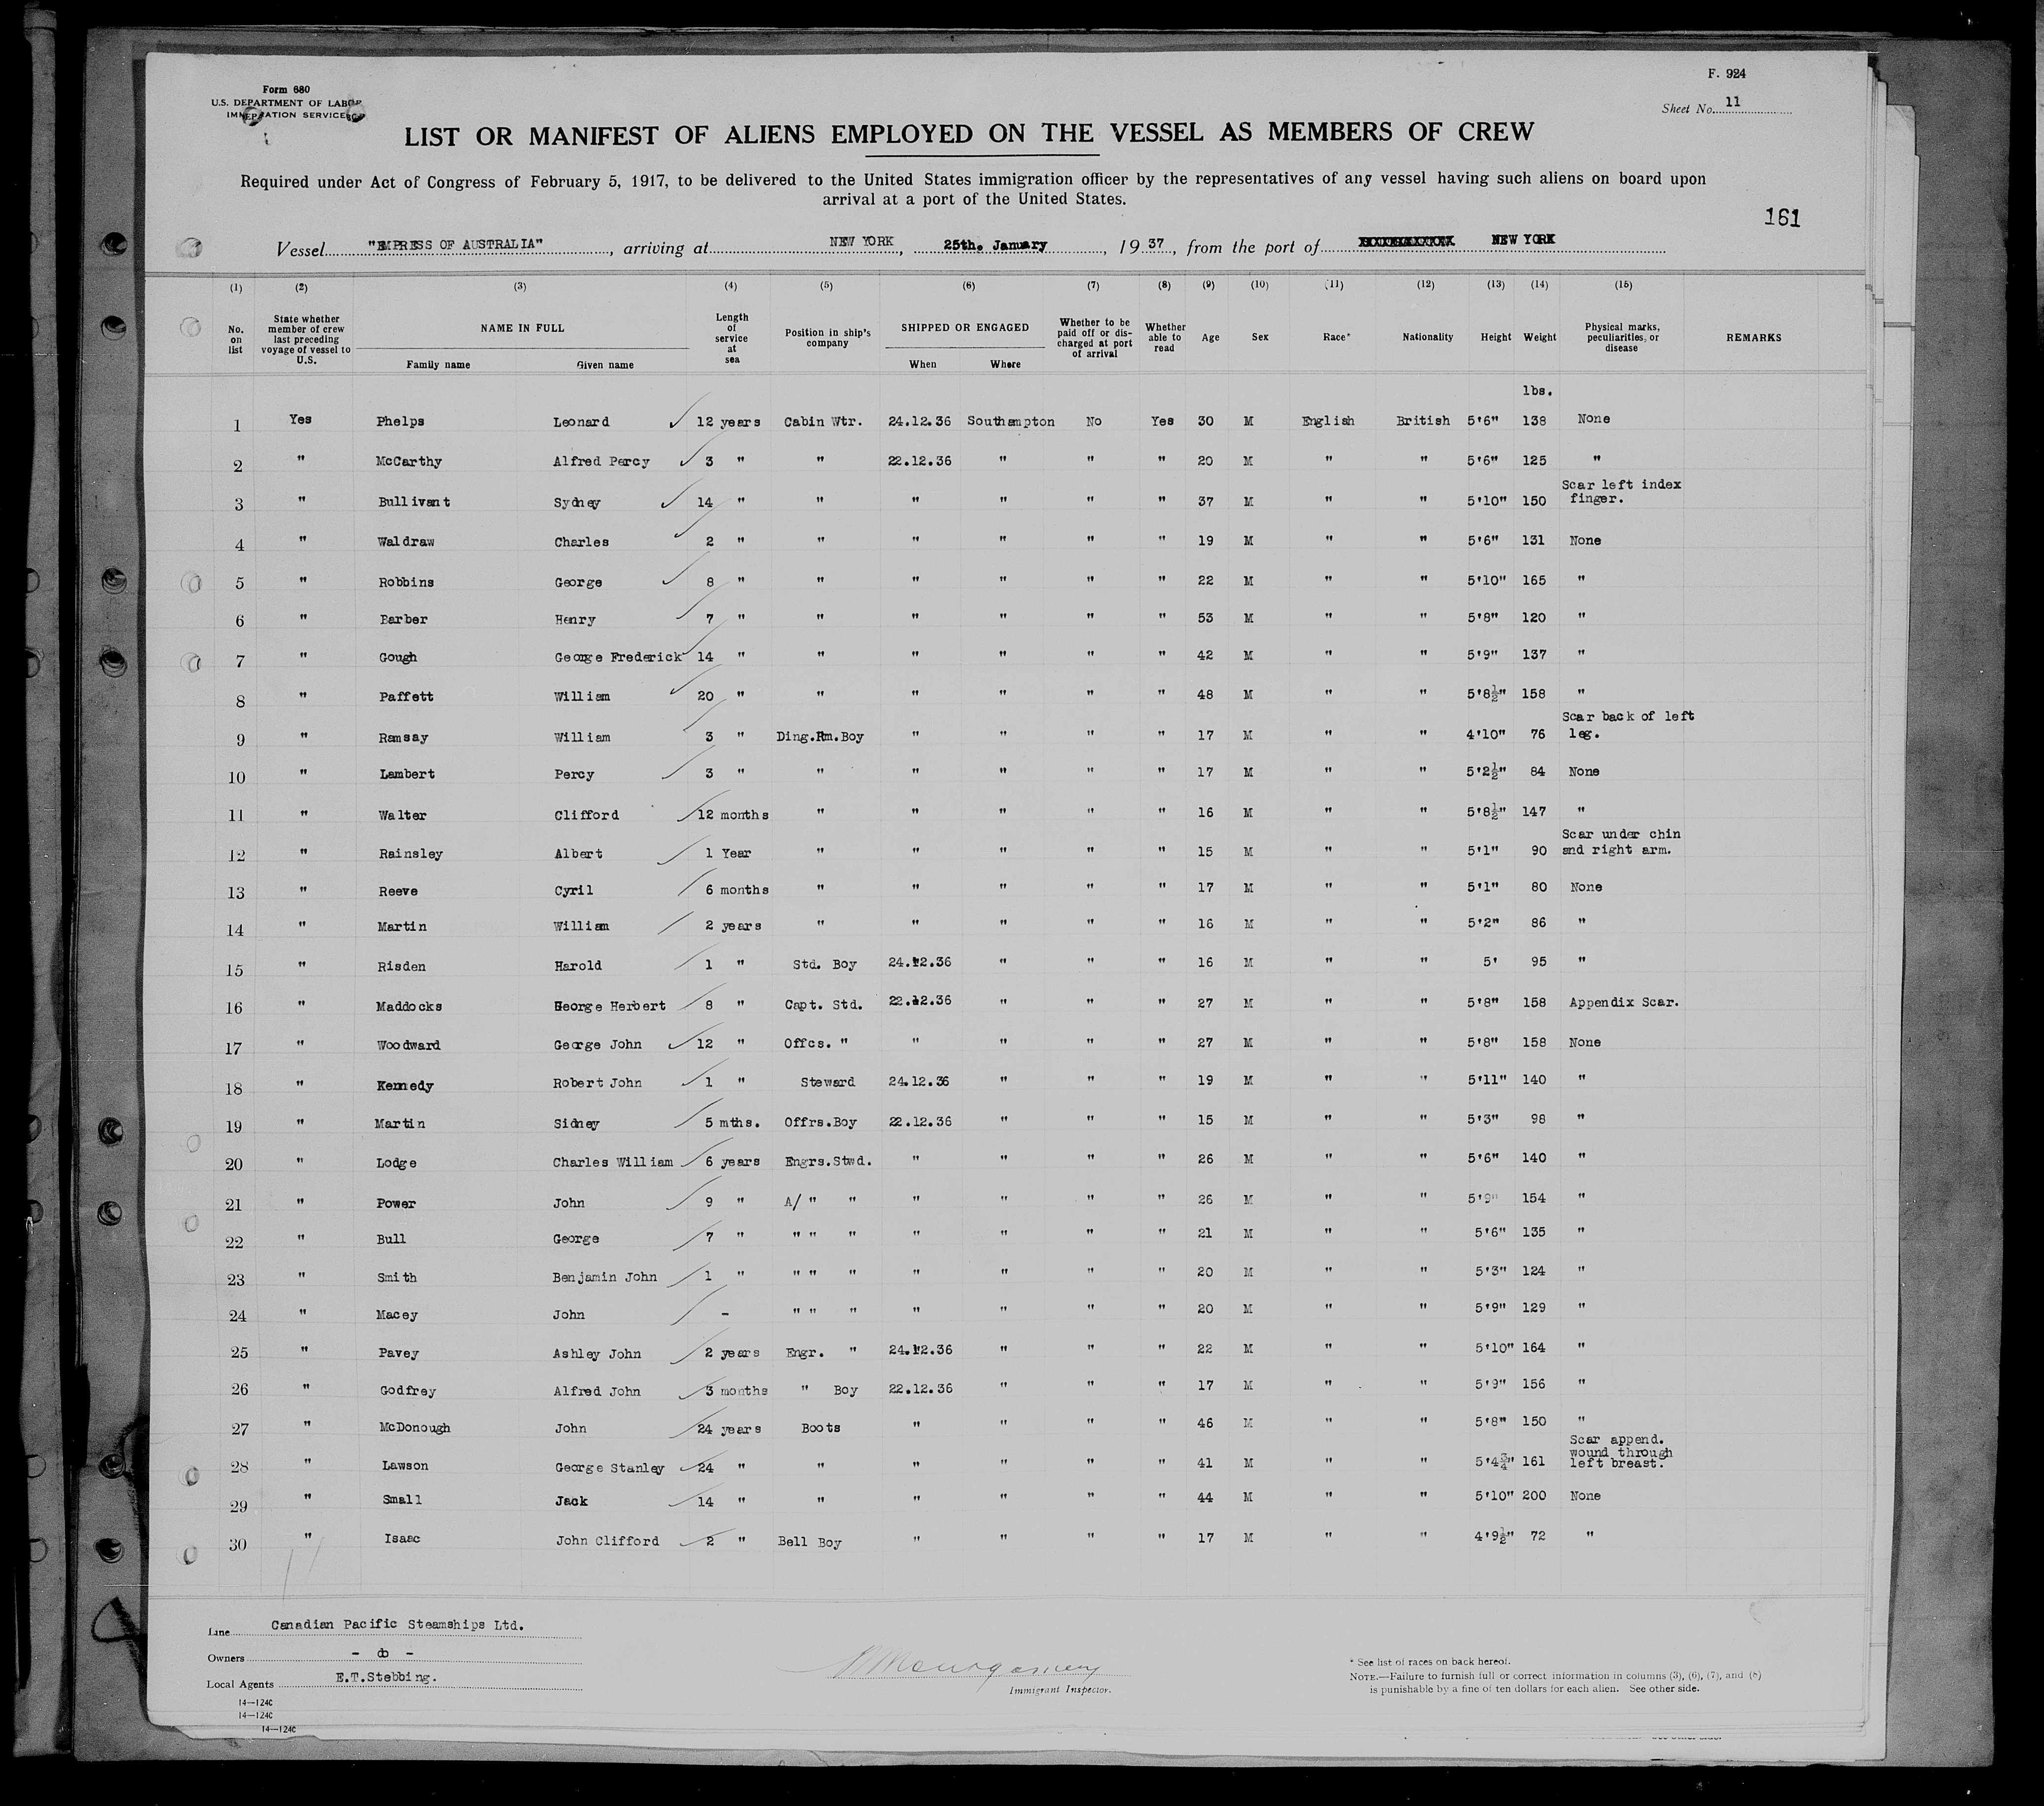 F. 924
Form 680
U.S. DEPARTMENT OF LABOR
IMMIGRATION SERVICE
Sheet No. 11
LIST OR MANIFEST OF ALIENS EMPLOYED ON THE VESSEL AS MEMBERS OF CREW
Required under Act of Congress of February 5, 1917, to be delivered to the United States immigration officer by the representatives of any vessel having such aliens on board upon
arrival at a port of the United States.
161
Vessel "EMPRESS OF AUSTRALIA", arriving at NEW YORK, 25th. January, 1937, from the port of NEW YORK
(1) (2) (3) (4) (5) (6) (7) (8) (9) (10) (11) (12) (13) (14) (15)
No. on list State whether member of crew last preceding voyage of vessel to U.S. NAME IN FULL Family name Given name Length of service at sea Position in ship's company SHIPPED OR ENGAGED When Where Whether to be paid off or discharged at port of arrival Whether able to read Age Sex Race* Nationality Height Weight Physical marks, peculiarities, or disease REMARKS
lbs.
1 Yes Phelps Leonard 12 years Cabin Wtr. 24.12.36 Southampton No Yes 30 M English British 5'6" 138 None
2 " McCarthy Alfred Percy 3 " " 22.12.36 " " " 20 M " " 5'6" 125 "
3 " Bullivant Sydney 14 " " " " " " 37 M " " 5'10" 150 Scar left index finger.
4 " Waldraw Charles 2 " " " " " " 19 M " " 5'6" 131 None
5 " Robbins George 8 " " " " " " 22 M " " 5'10" 165 "
6 " Barber Henry 7 " " " " " " 53 M " " 5'8" 120 "
7 " Gough George Frederick 14 " " " " " " 42 M " " 5'9" 137 "
8 " Paffett William 20 " " " " " " 48 M " " 5'8½" 158 "
9 " Ramsay William 3 " Ding.Rm.Boy " " " " 17 M " " 4'10" 76 Scar back of left leg.
10 " Lambert Percy 3 " " " " " " 17 M " " 5'2½" 84 None
11 " Walter Clifford 12 months " " " " " 16 M " " 5'8½" 147 "
12 " Rainsley Albert 1 Year " " " " " 15 M " " 5'1" 90 Scar under chin and right arm.
13 " Reeve Cyril 6 months " " " " " 17 M " " 5'1" 80 None
14 " Martin William 2 years " " " " " 16 M " " 5'2" 86 "
15 " Risden Harold 1 " Std. Boy 24.12.36 " " " 16 M " " 5' 95 "
16 " Maddocks George Herbert 8 " Capt. Std. 22.12.36 " " " 27 M " " 5'8" 158 Appendix Scar.
17 " Woodward George John 12 " Offcs. " " " " " 27 M " " 5'8" 158 None
18 " Kennedy Robert John 1 " Steward 24.12.36 " " " 19 M " " 5'11" 140 "
19 " Martin Sidney 5 mths. Offrs.Boy 22.12.36 " " " 15 M " " 5'3" 98 "
20 " Lodge Charles William 6 years Engrs.Stwd. " " " " 26 M " " 5'6" 140 "
21 " Power John 9 " A/ " " " " " " 26 M " " 5'9" 154 "
22 " Bull George 7 " " " " " " " " 21 M " " 5'6" 135 "
23 " Smith Benjamin John 1 " " " " " " " " 20 M " " 5'3" 124 "
24 " Macey John - " " " " " " " 20 M " " 5'9" 129 "
25 " Pavey Ashley John 2 years Engr. " 24.12.36 " " " 22 M " " 5'10" 164 "
26 " Godfrey Alfred John 3 months " Boy 22.12.36 " " " 17 M " " 5'9" 156 "
27 " McDonough John 24 years Boots " " " " 46 M " " 5'8" 150 "
28 " Lawson George Stanley 24 " " " " " " 41 M " " 5'4¾" 161 Scar append. wound through left breast.
29 " Small Jack 14 " " " " " " 44 M " " 5'10" 200 None
30 " Isaac John Clifford 2 " Bell Boy " " " " 17 M " " 4'9½" 72 "
Line Canadian Pacific Steamships Ltd.
Owners - do -
Local Agents E.T.Stebbing.
Montgomery
Immigrant Inspector.
* See list of races on back hereof.
NOTE.—Failure to furnish full or correct information in columns (3), (6), (7), and (8)
is punishable by a fine of ten dollars for each alien. See other side.
14—1240
14—1240
14—1240